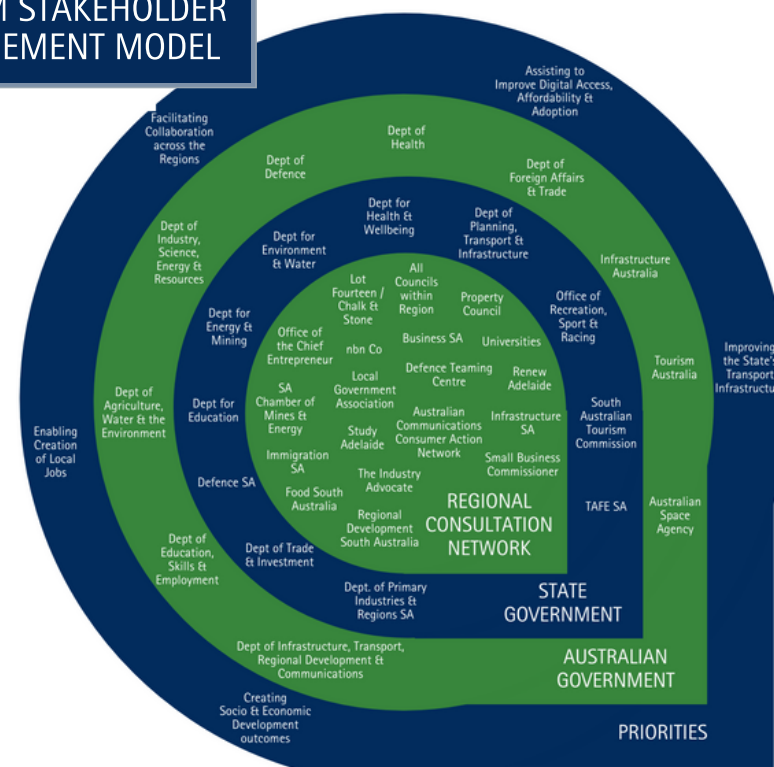 STAKEHOLDER
EMENT MODEL
Assisting to
Improve Digital Access,
Affordability &
Adoption
Facilitating
Collaboration
across the
Regions
Improving
the State's
Transport
Enabling
Creation
of Local
Jobs
Creating
Socio & Economic
Development
outcomes
PRIORITIES
Dept of
Health
Dept of
Defence
Dept of
Foreign Affairs
& Trade
Dept of
Industry,
Science,
Energy &
Resources
Infrastructure
Australia
Tourism
Australia
Dept of
Agriculture,
Water & the
Environment
Australian
Space
Agency
Dept of
Education,
Skills &
Employment
Dept of Infrastructure, Transport,
Regional Development &
Communications
AUSTRALIAN
GOVERNMENT
Dept for
Health &
Wellbeing
Dept of
Planning,
Transport &
Infrastructure
Dept for
Environment
& Water
Office of
Recreation,
Sport &
Racing
Dept for
Energy &
Mining
Dept for
Education
South
Australian
Tourism
Commission
Defence SA
TAFE SA
Dept of Trade
& Investment
Dept. of Primary
Industries &
Regions SA
STATE
GOVERNMENT
Lot
Fourteen /
Chalk &
Stone
All
Councils
within
Region
Property
Council
Office of
the Chief
Entrepreneur
nbn Co
Business SA
Universities
Local
Government
Association
Defence Teaming
Centre
Renew
Adelaide
SA
Chamber of
Mines &
Energy
Australian
Communications
Consumer Action
Network
Infrastructure
SA
Study
Adelaide
Immigration
SA
Small Business
Commissioner
The Industry
Advocate
Food South
Australia
Regional
Development
South Australia
REGIONAL
CONSULTATION
NETWORK